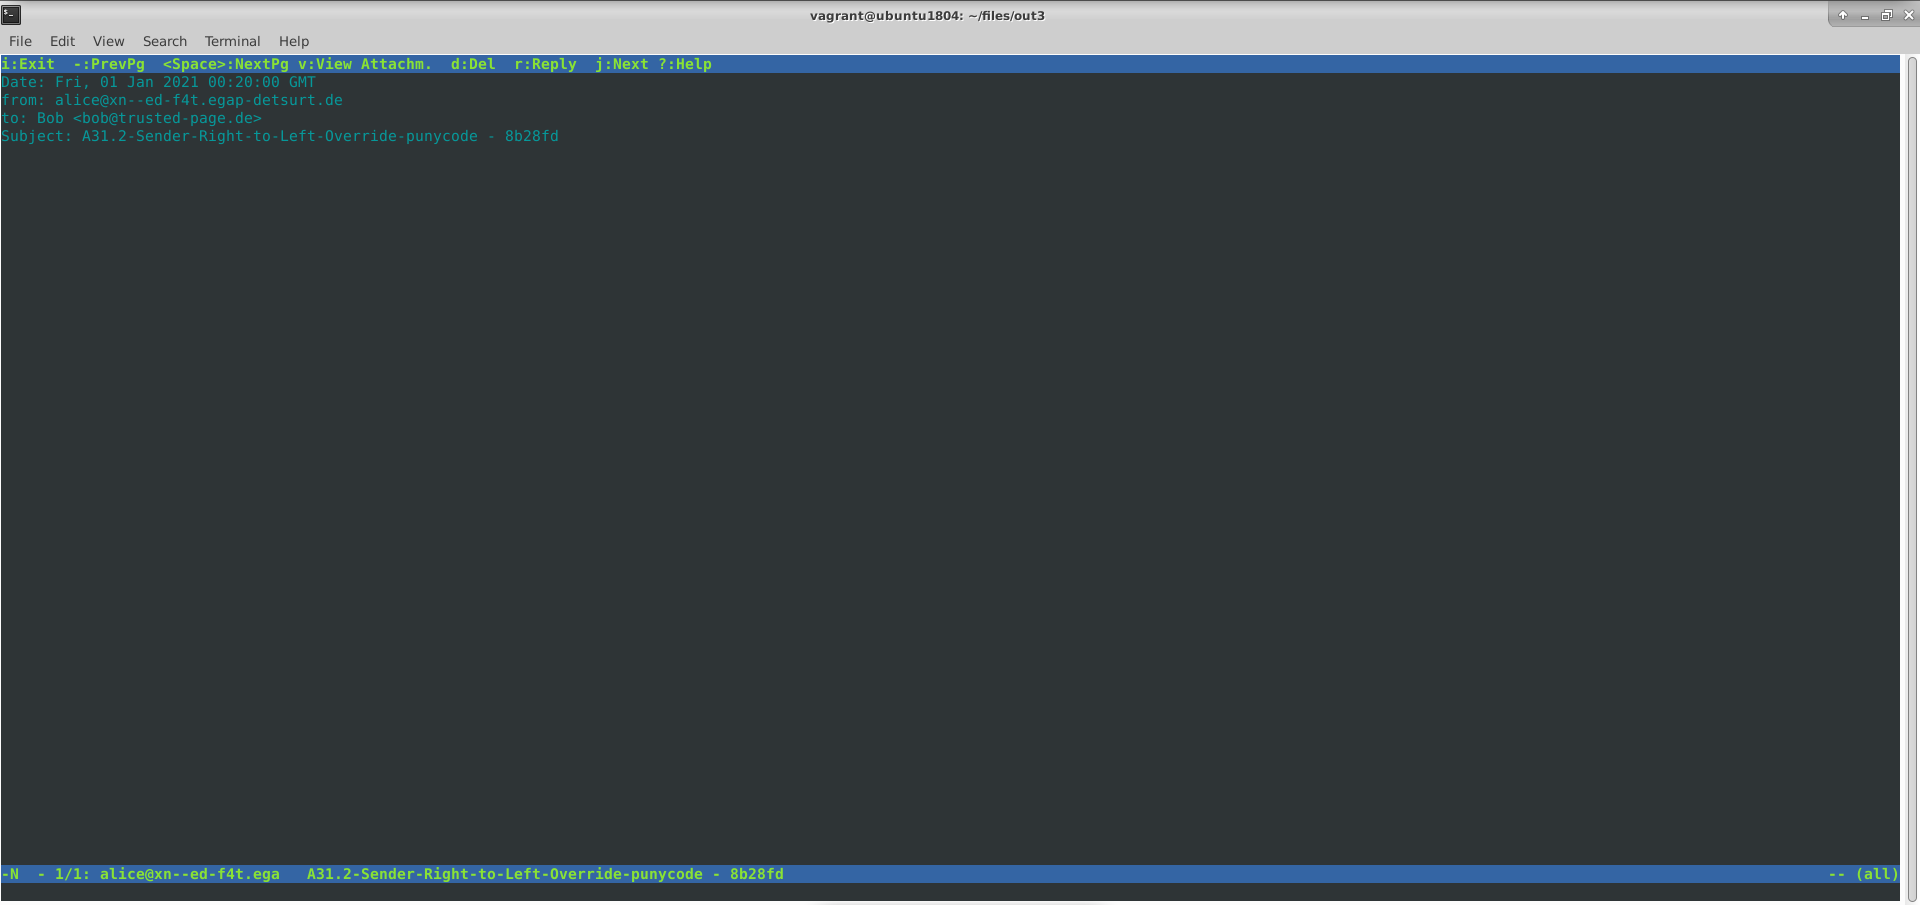 vagrant@ubuntu1804: ~/files/out3
File Edit View Search Terminal Help
i:Exit  -:PrevPg  <Space>:NextPg v:View Attachm.  d:Del  r:Reply  j:Next ?:Help
Date: Fri, 01 Jan 2021 00:20:00 GMT
from: alice@xn--ed-f4t.egap-detsurt.de
to: Bob <bob@trusted-page.de>
Subject: A31.2-Sender-Right-to-Left-Override-punycode - 8b28fd
-N  - 1/1: alice@xn--ed-f4t.ega   A31.2-Sender-Right-to-Left-Override-punycode - 8b28fd -- (all)